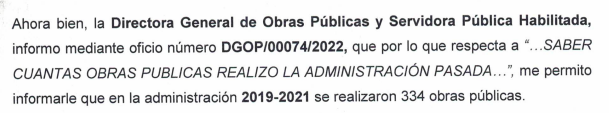 Ahora bien, la Directora General de Obras Públicas y Servidora Pública Habilitada,
informo mediante oficio número DGOP/00074/2022, que por lo que respecta a “…SABER
CUANTAS OBRAS PUBLICAS REALIZO LA ADMINISTRACIÓN PASADA…”, me permito
informarle que en la administración 2019-2021 se realizaron 334 obras públicas.